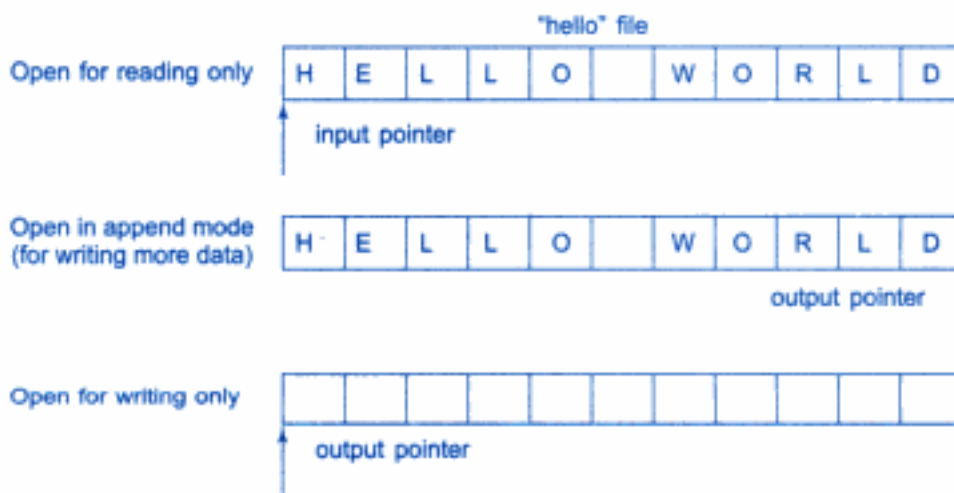 "hello" file
Open for reading only H E L L O W O R L D
input pointer
Open in append mode
(for writing more data) H E L L O W O R L D
output pointer
Open for writing only
output pointer